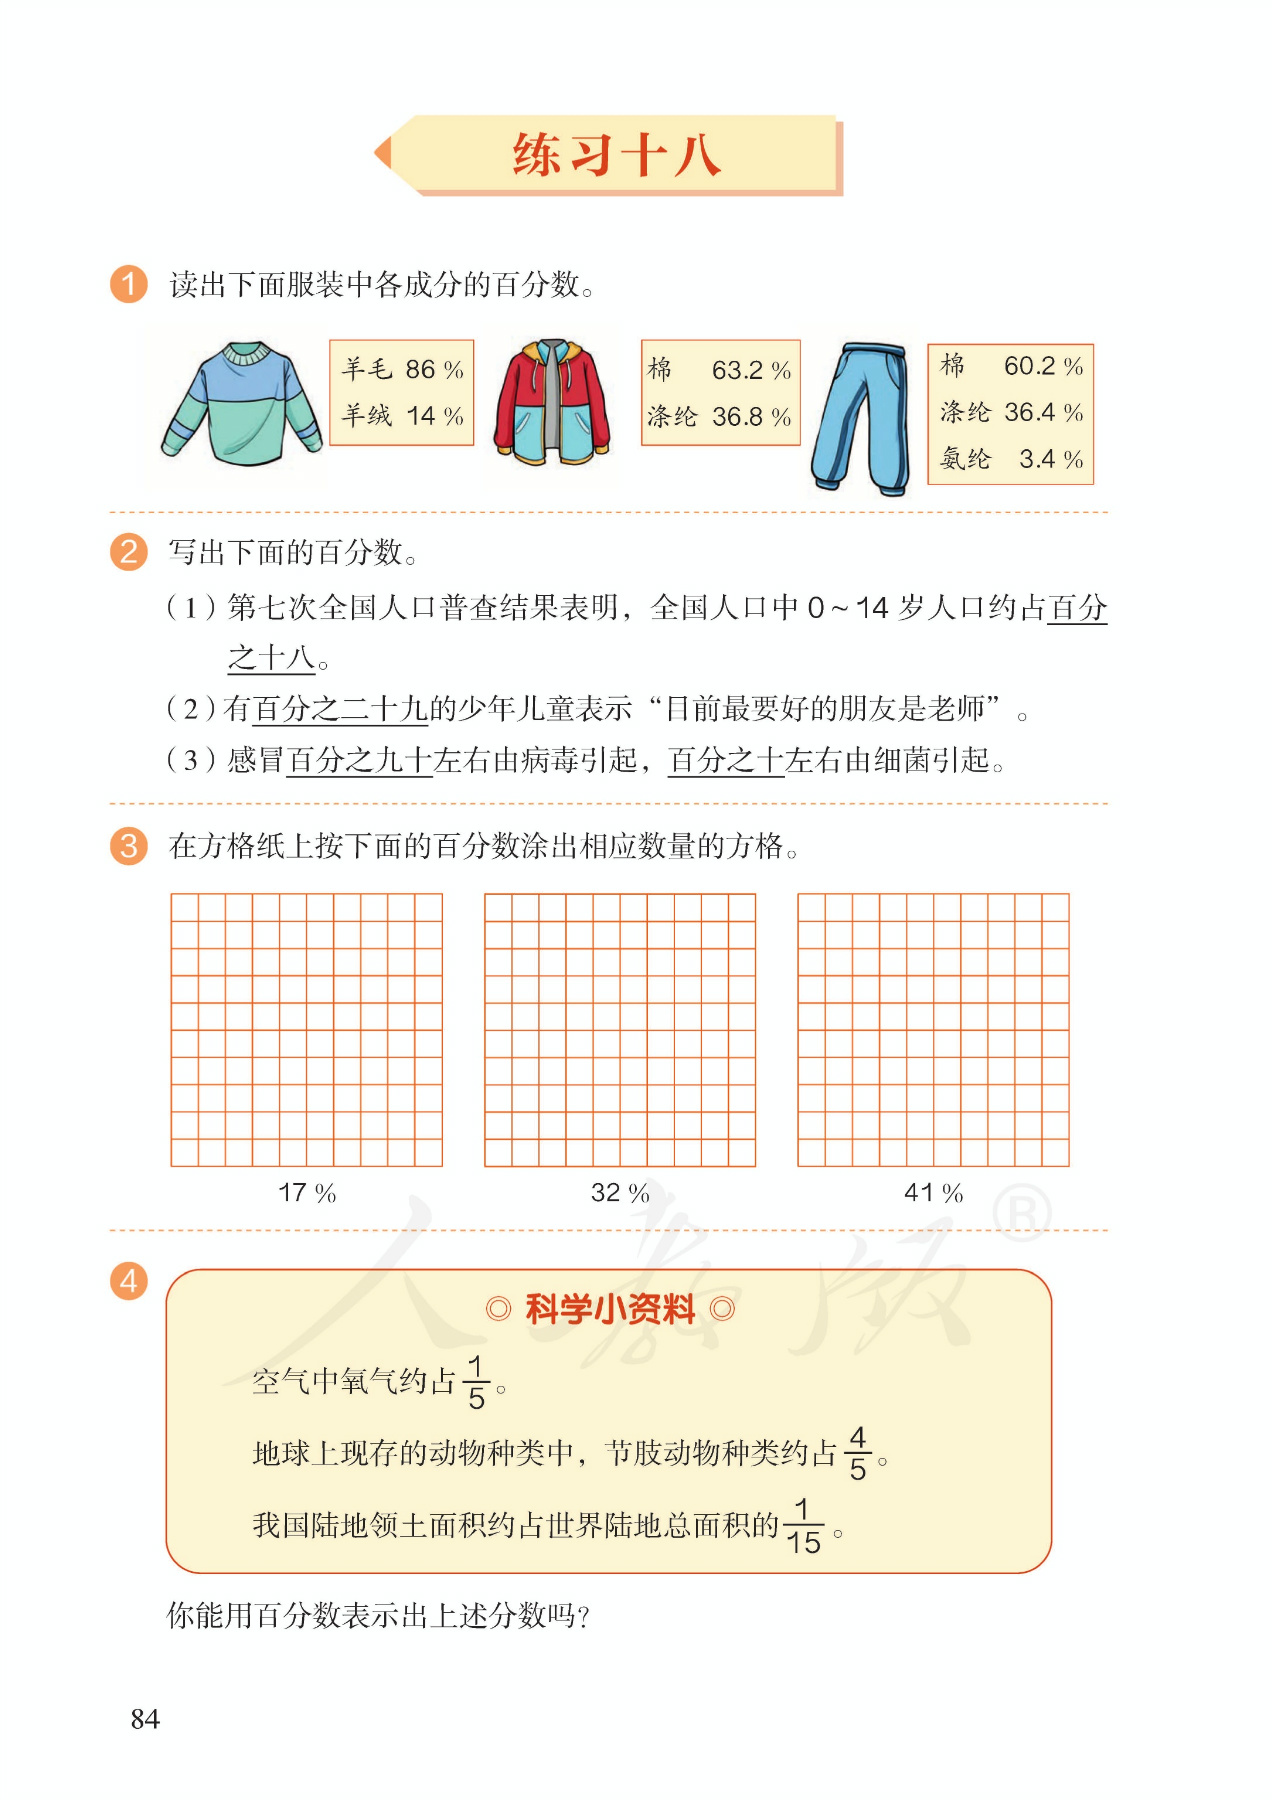 练习十八
1 读出下面服装中各成分的百分数。
羊毛 86 %
羊绒 14 %
棉 63.2 %
涤纶 36.8 %
棉 60.2 %
涤纶 36.4 %
氨纶 3.4 %
2 写出下面的百分数。
（1）第七次全国人口普查结果表明，全国人口中 0～14 岁人口约占百分
之十八。
（2）有百分之二十九的少年儿童表示“目前最要好的朋友是老师”。
（3）感冒百分之九十左右由病毒引起，百分之十左右由细菌引起。
3 在方格纸上按下面的百分数涂出相应数量的方格。
17 % 32 % 41 %
人教版®
4
◎ 科学小资料 ◎
空气中氧气约占 1/5 。
地球上现存的动物种类中，节肢动物种类约占 4/5 。
我国陆地领土面积约占世界陆地总面积的 1/15 。
你能用百分数表示出上述分数吗？
84